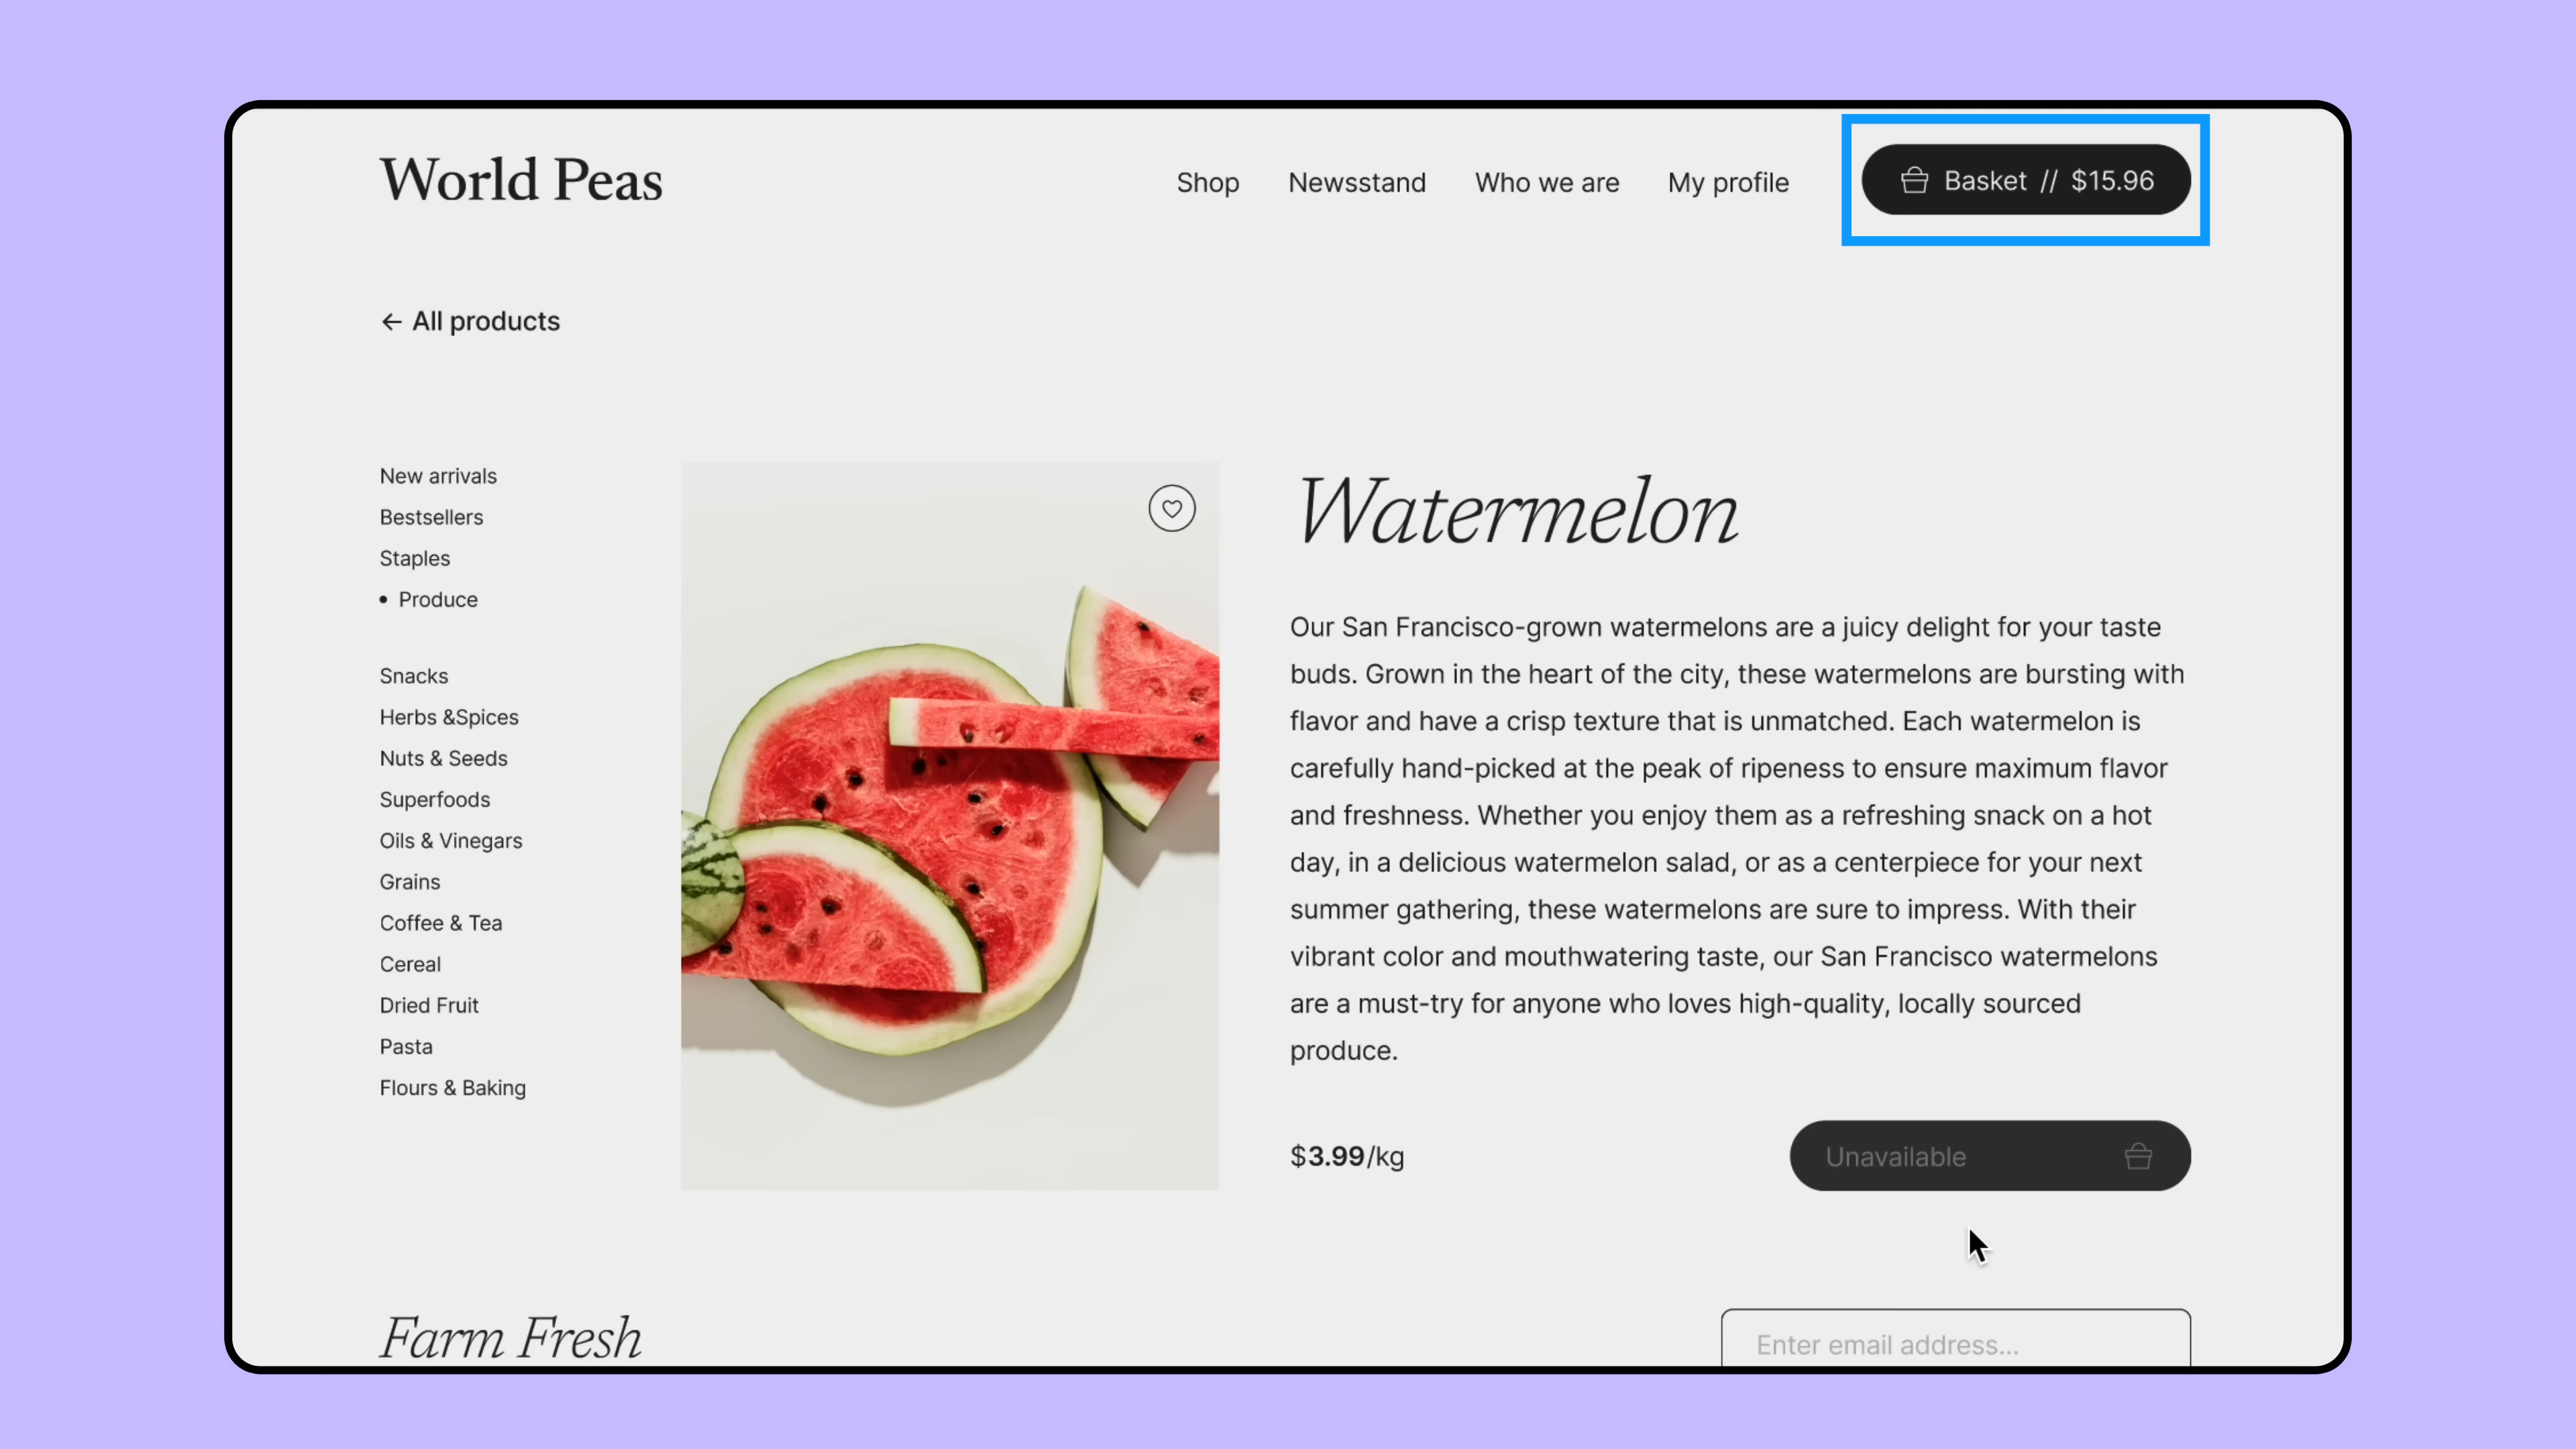 World Peas
Shop
Newsstand
Who we are
My profile
Basket // $15.96
← All products
New arrivals
Bestsellers
Staples
• Produce
Snacks
Herbs &Spices
Nuts & Seeds
Superfoods
Oils & Vinegars
Grains
Coffee & Tea
Cereal
Dried Fruit
Pasta
Flours & Baking
Watermelon
Our San Francisco-grown watermelons are a juicy delight for your taste
buds. Grown in the heart of the city, these watermelons are bursting with
flavor and have a crisp texture that is unmatched. Each watermelon is
carefully hand-picked at the peak of ripeness to ensure maximum flavor
and freshness. Whether you enjoy them as a refreshing snack on a hot
day, in a delicious watermelon salad, or as a centerpiece for your next
summer gathering, these watermelons are sure to impress. With their
vibrant color and mouthwatering taste, our San Francisco watermelons
are a must-try for anyone who loves high-quality, locally sourced
produce.
$3.99/kg
Unavailable
Farm Fresh
Enter email address...